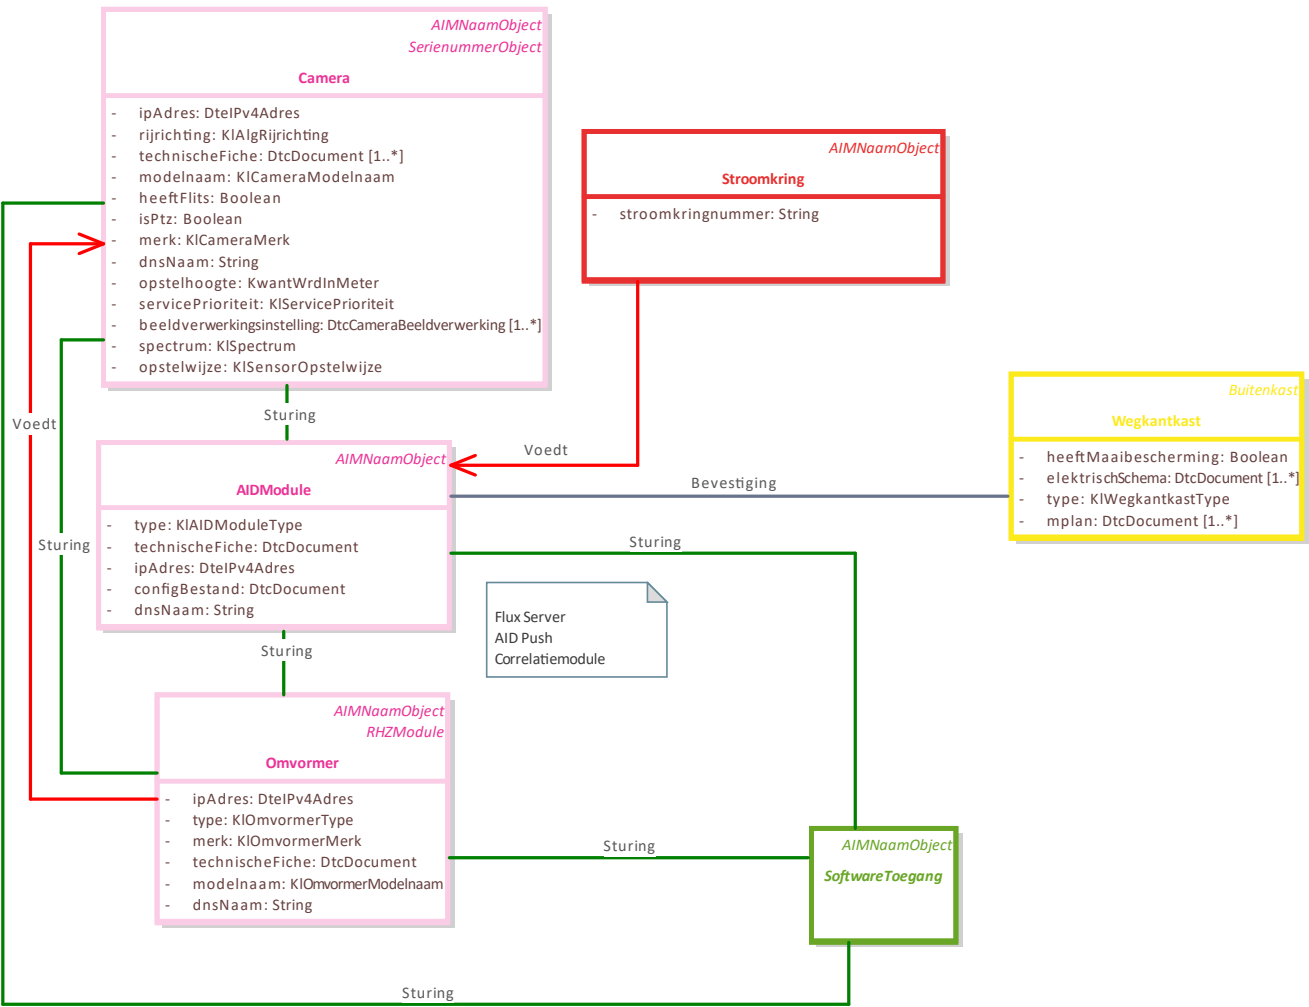 AIMNaamObject
SerienummerObject
Camera
- ipAdres: DteIPv4Adres
- rijrichting: KlAlgRijrichting
- technischeFiche: DtcDocument [1..*]
- modelnaam: KlCameraModelnaam
- heeftFlits: Boolean
- isPtz: Boolean
- merk: KlCameraMerk
- dnsNaam: String
- opstelhoogte: KwantWrdInMeter
- servicePrioriteit: KlServicePrioriteit
- beeldverwerkingsinstelling: DtcCameraBeeldverwerking [1..*]
- spectrum: KlSpectrum
- opstelwijze: KlSensorOpstelwijze
AIMNaamObject
Stroomkring
- stroomkringnummer: String
Buitenkast
Wegkantkast
- heeftMaaibescherming: Boolean
- elektrischSchema: DtcDocument [1..*]
- type: KlWegkantkastType
- mplan: DtcDocument [1..*]
Sturing
Voedt
Voedt
Bevestiging
AIMNaamObject
AIDModule
- type: KlAIDModuleType
- technischeFiche: DtcDocument
- ipAdres: DteIPv4Adres
- configBestand: DtcDocument
- dnsNaam: String
Sturing
Sturing
Flux Server
AID Push
Correlatiemodule
Sturing
AIMNaamObject
RHZModule
Omvormer
- ipAdres: DteIPv4Adres
- type: KlOmvormerType
- merk: KlOmvormerMerk
- technischeFiche: DtcDocument
- modelnaam: KlOmvormerModelnaam
- dnsNaam: String
Sturing
AIMNaamObject
SoftwareToegang
Sturing